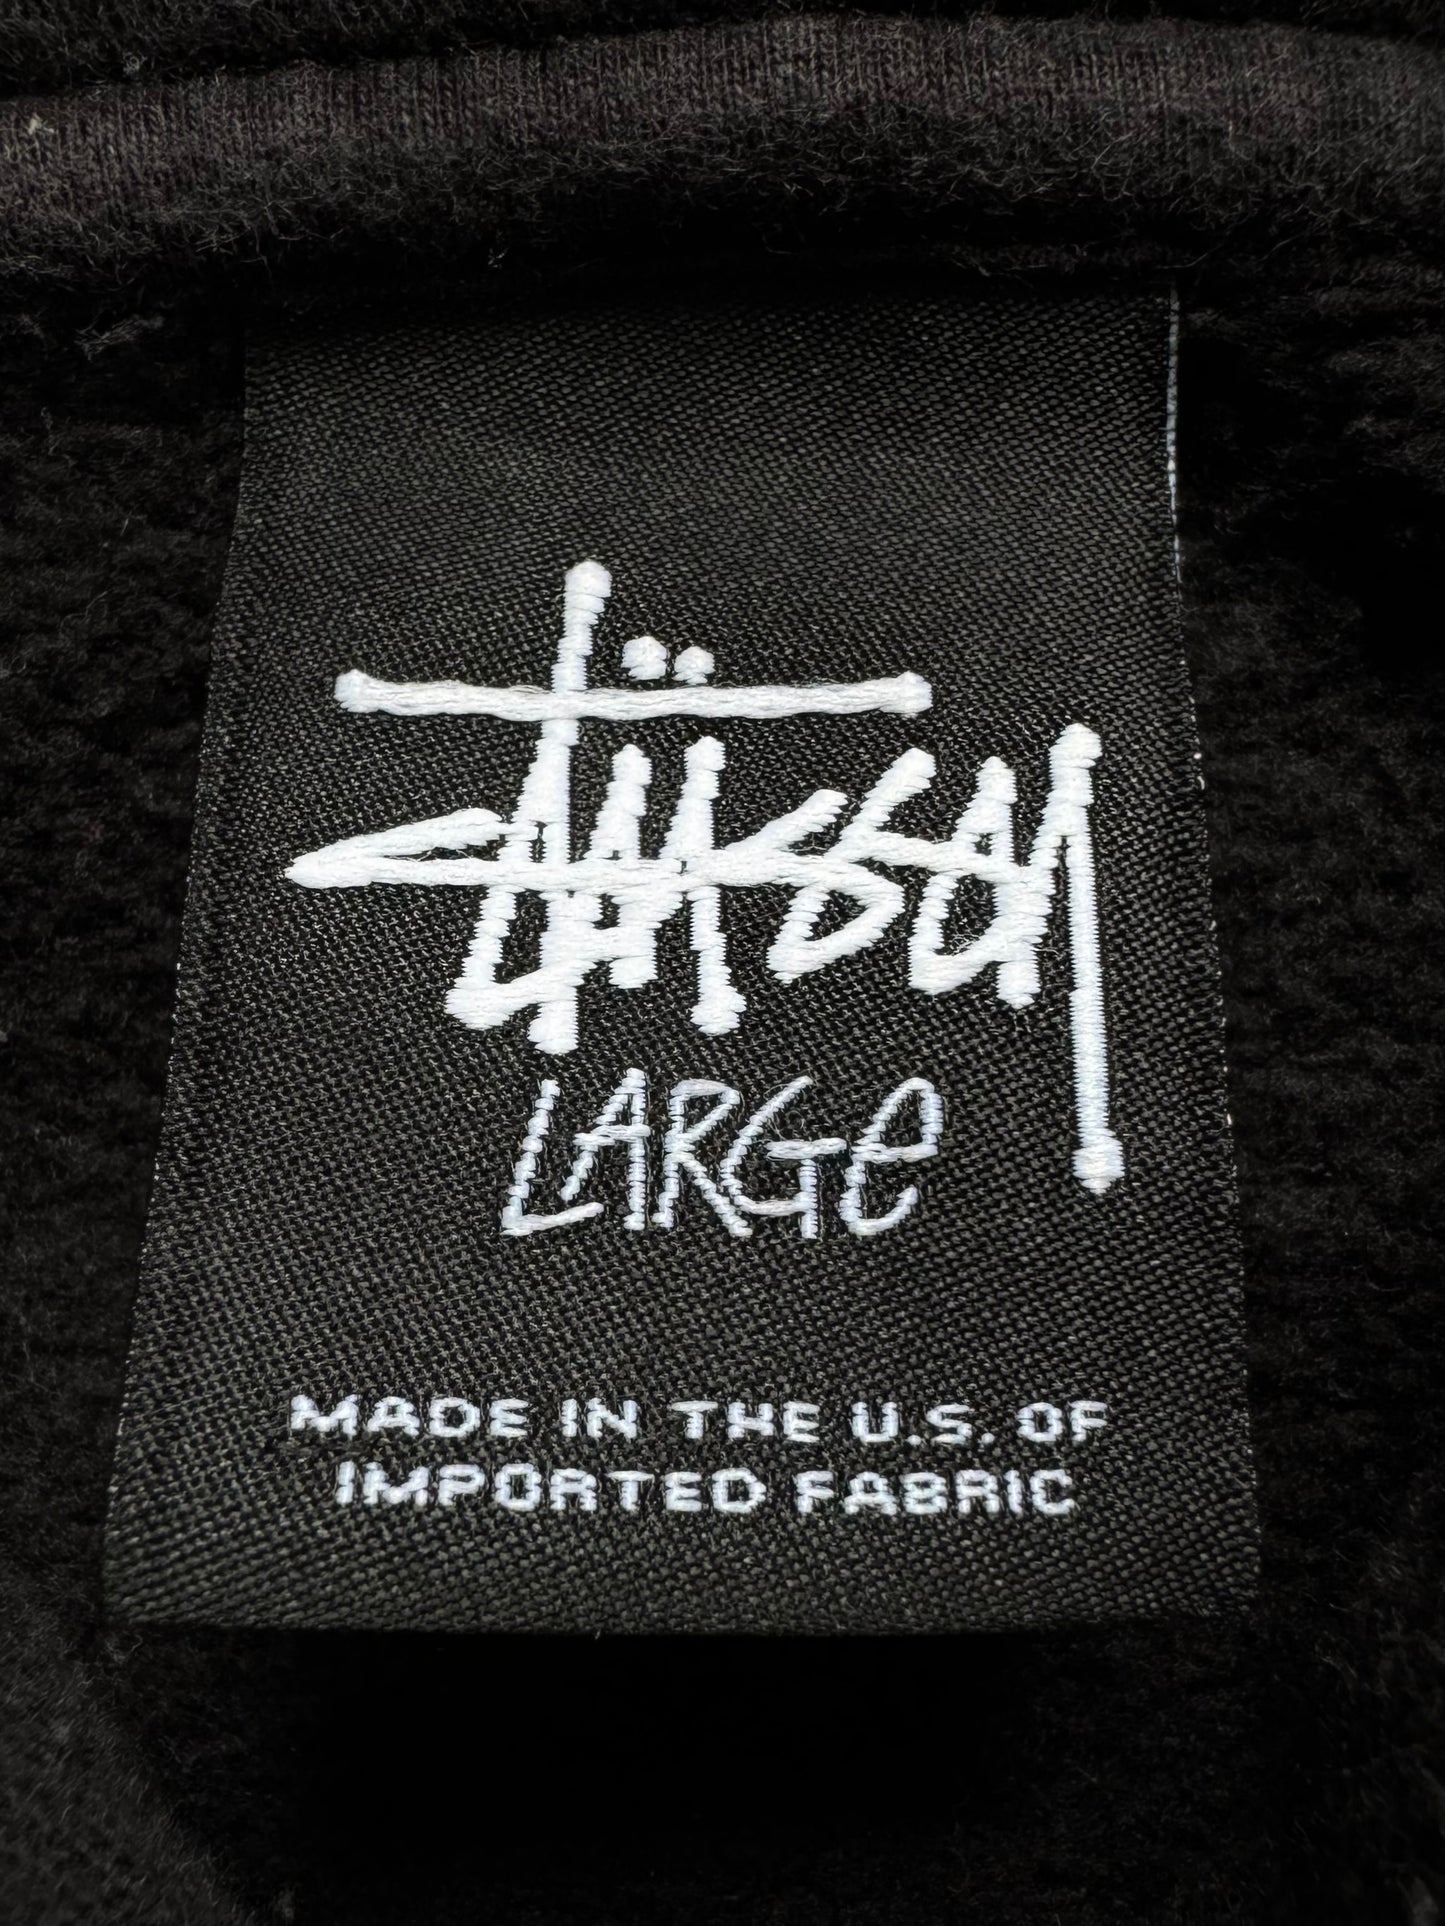 Stüssy
LARGe
MADE IN THE U.S. OF
IMPORTED FABRIC